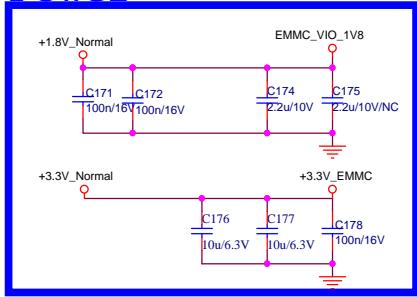 +1.8V_Normal
EMMC_VIO_1V8
C171
100n/16V
C172
100n/16V
C174
2.2u/10V
C175
2.2u/10V/NC
+3.3V_Normal
+3.3V_EMMC
C176
10u/6.3V
C177
10u/6.3V
C178
100n/16V